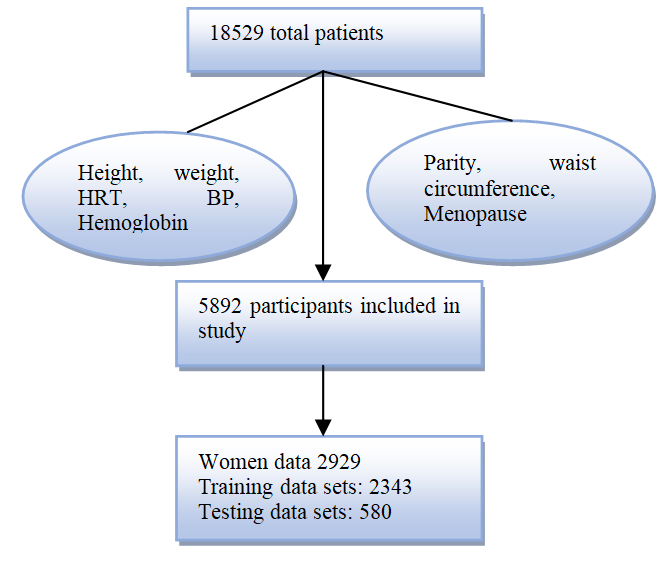 18529 total patients
Height, weight,
HRT, BP,
Hemoglobin
Parity, waist
circumference,
Menopause
5892 participants included in
study
Women data 2929
Training data sets: 2343
Testing data sets: 580